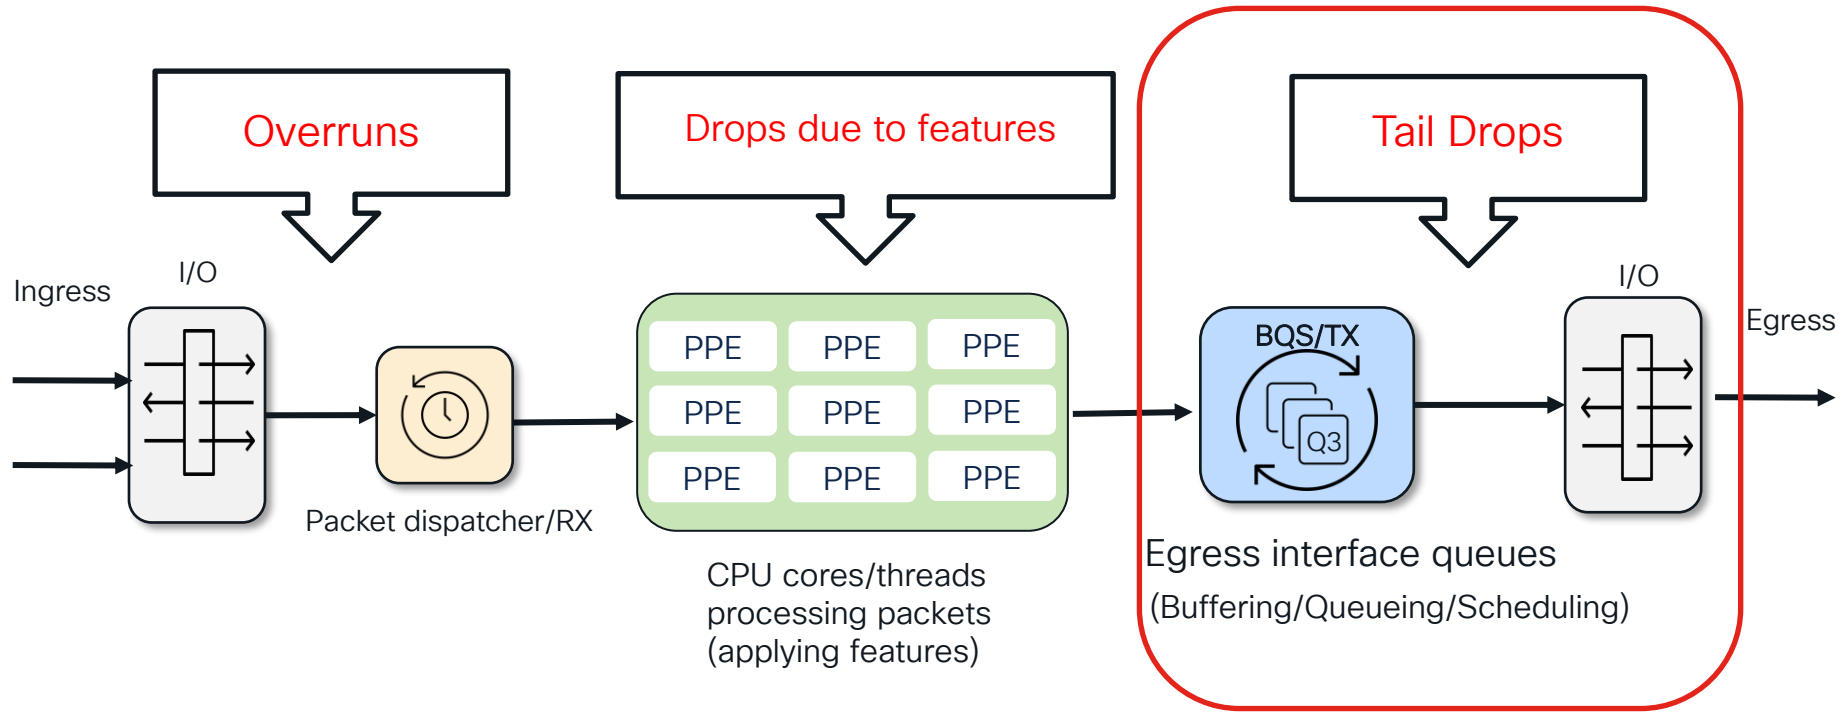 Overruns
Drops due to features
Tail Drops
Ingress
I/O
Packet dispatcher/RX
PPE PPE PPE
PPE PPE PPE
PPE PPE PPE
CPU cores/threads
processing packets
(applying features)
BQS/TX
Q3
I/O
Egress
Egress interface queues
(Buffering/Queueing/Scheduling)